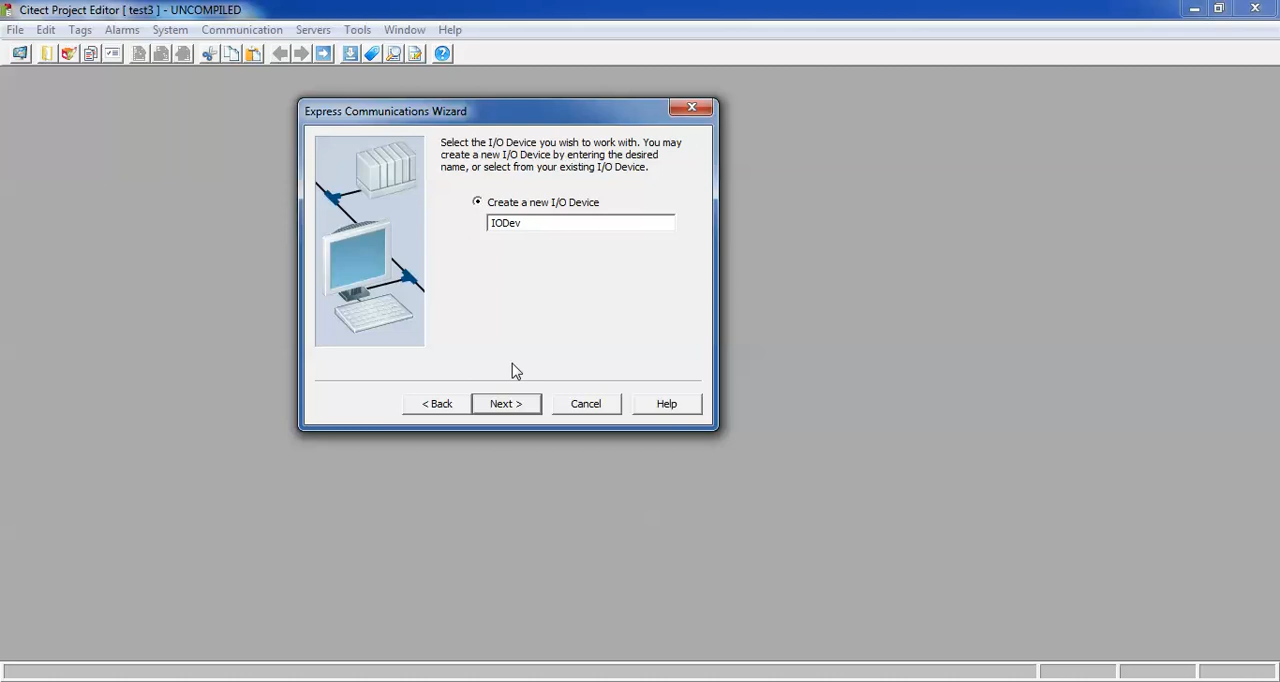 Citect Project Editor [ test3 ] - UNCOMPILED
File Edit Tags Alarms System Communication Servers Tools Window Help
Express Communications Wizard
Select the I/O Device you wish to work with. You may
create a new I/O Device by entering the desired
name, or select from your existing I/O Device.
Create a new I/O Device
IODev
< Back Next > Cancel Help